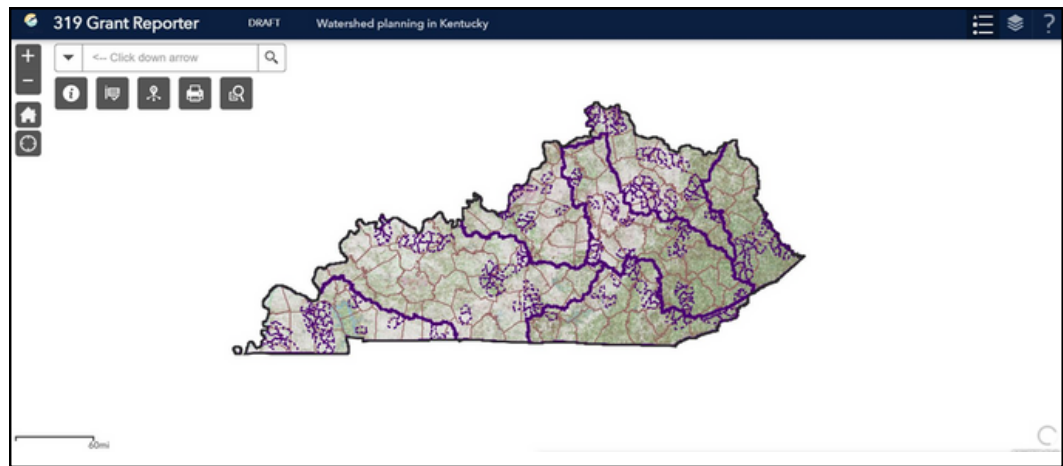 319 Grant Reporter DRAFT Watershed planning in Kentucky
<-- Click down arrow
60mi